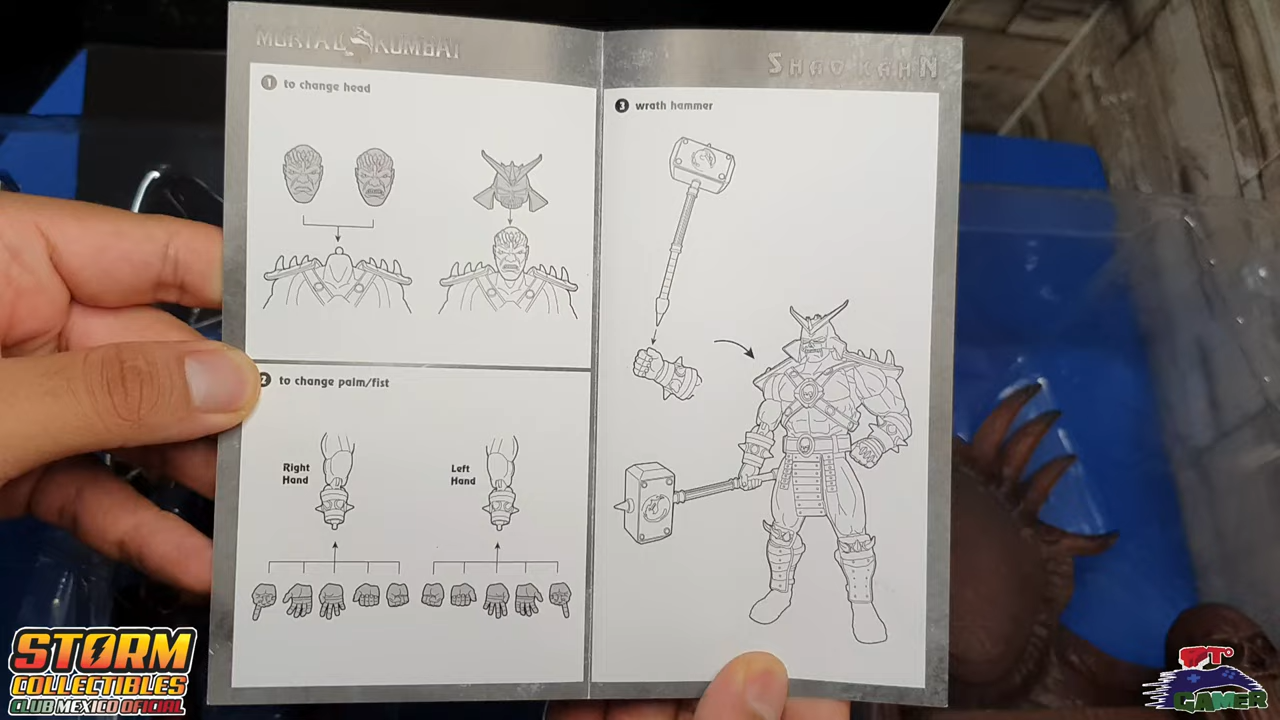 MORTAL KOMBAT
SHAO KAHN
1 to change head
2 to change palm/fist
Right
Hand
Left
Hand
3 wrath hammer
STORM
COLLECTIBLES
CLUB MEXICO OFICIAL
GAMER